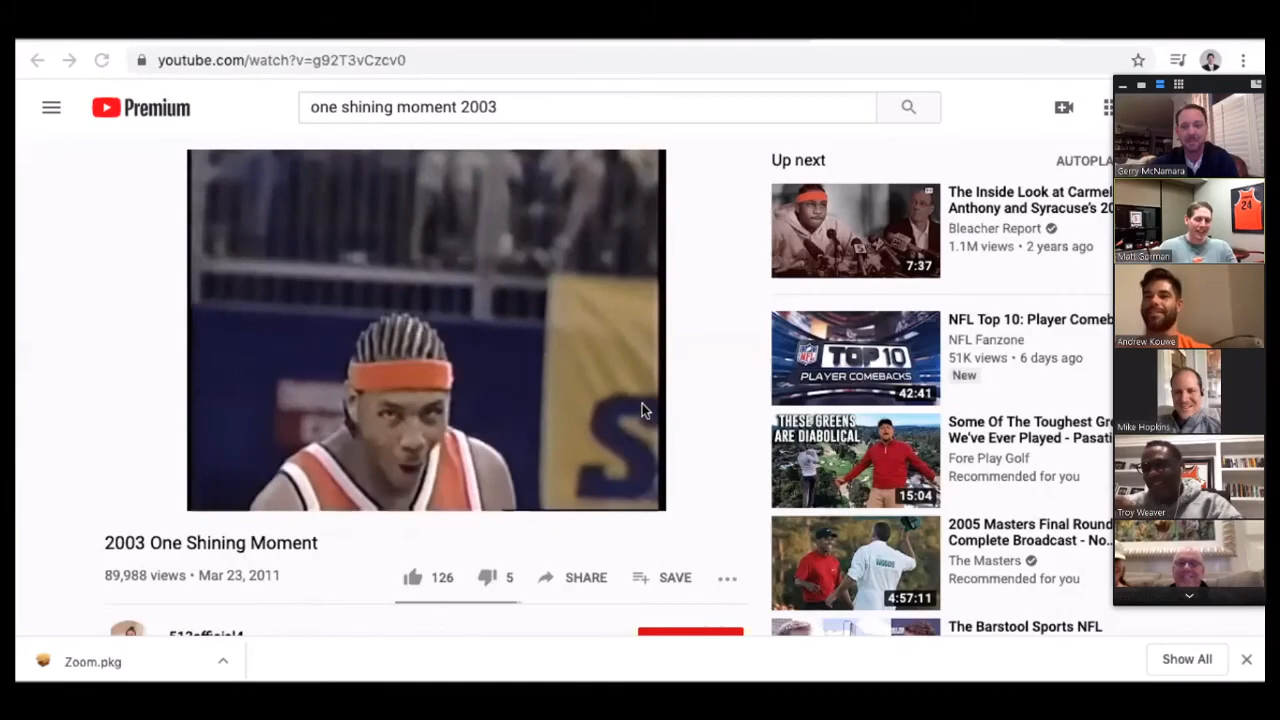 youtube.com/watch?v=g92T3vCzcv0
Premium
one shining moment 2003
Up next
AUTOPLA
7:37
The Inside Look at Carmel
Anthony and Syracuse's 20
Bleacher Report
1.1M views • 2 years ago
NFL
TOP 10
PLAYER COMEBACKS
42:41
NFL Top 10: Player Comeb
NFL Fanzone
51K views • 6 days ago
New
THESE GREENS
ARE DIABOLICAL
15:04
Some Of The Toughest Gr
We've Ever Played - Pasati
Fore Play Golf
Recommended for you
WOODS
4:57:11
2005 Masters Final Round
Complete Broadcast - No...
The Masters
Recommended for you
The Barstool Sports NFL
S
2003 One Shining Moment
89,988 views • Mar 23, 2011
126
5
SHARE
SAVE
Gerry McNamara
24
Matt Gorman
Andrew Kouwe
Mike Hopkins
Troy Weaver
Zoom.pkg
Show All